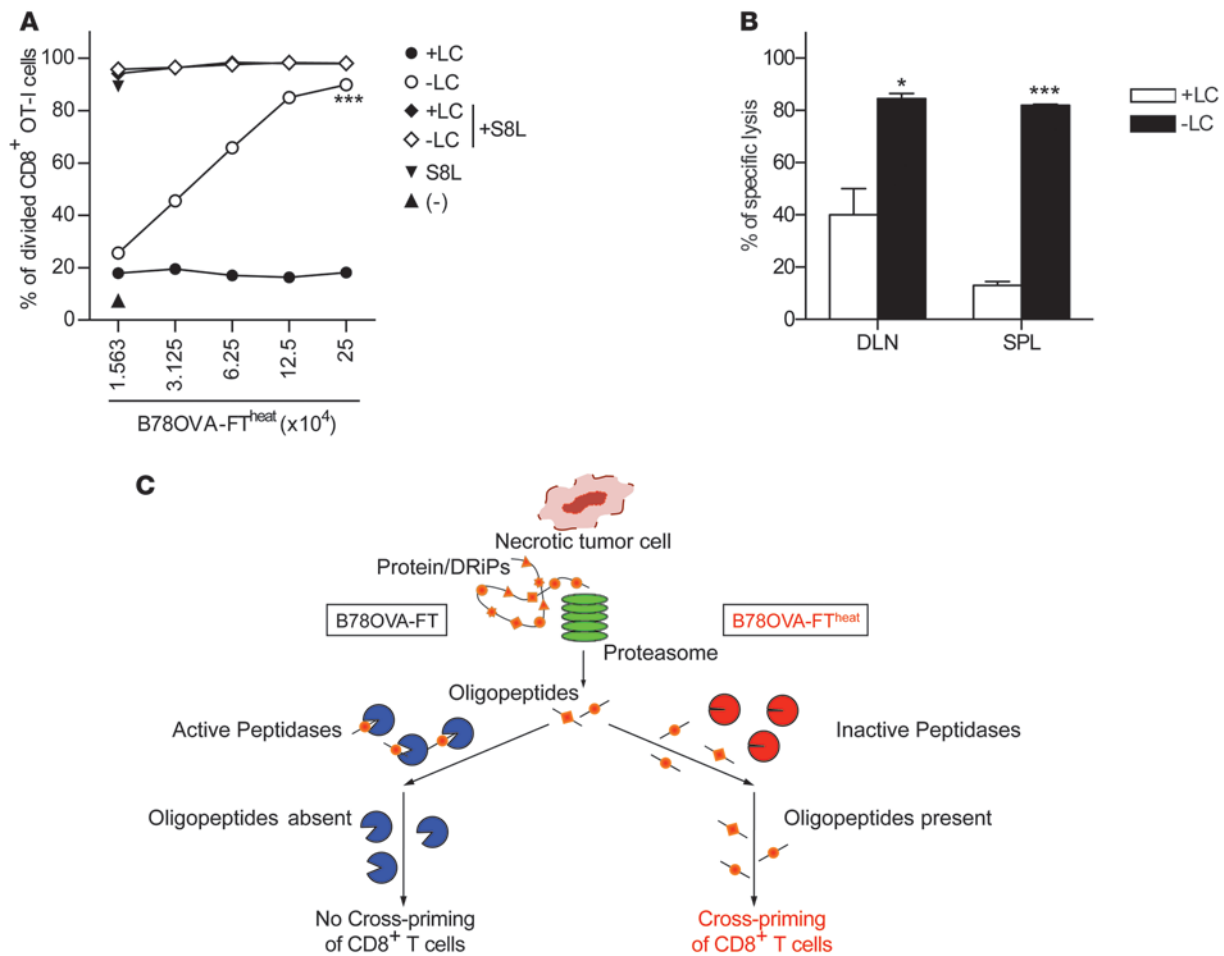 A
% of divided CD8+ OT-I cells
100
80
60
40
20
0
***
1.563
3.125
6.25
12.5
25
B78OVA-FTheat (x104)
+LC
-LC
+LC
-LC
+S8L
S8L
(-)
B
% of specific lysis
100
80
60
40
20
0
*
***
DLN
SPL
+LC
-LC
C
Necrotic tumor cell
Protein/DRiPs
B78OVA-FT
B78OVA-FTheat
Proteasome
Oligopeptides
Active Peptidases
Inactive Peptidases
Oligopeptides absent
Oligopeptides present
No Cross-priming
of CD8+ T cells
Cross-priming
of CD8+ T cells